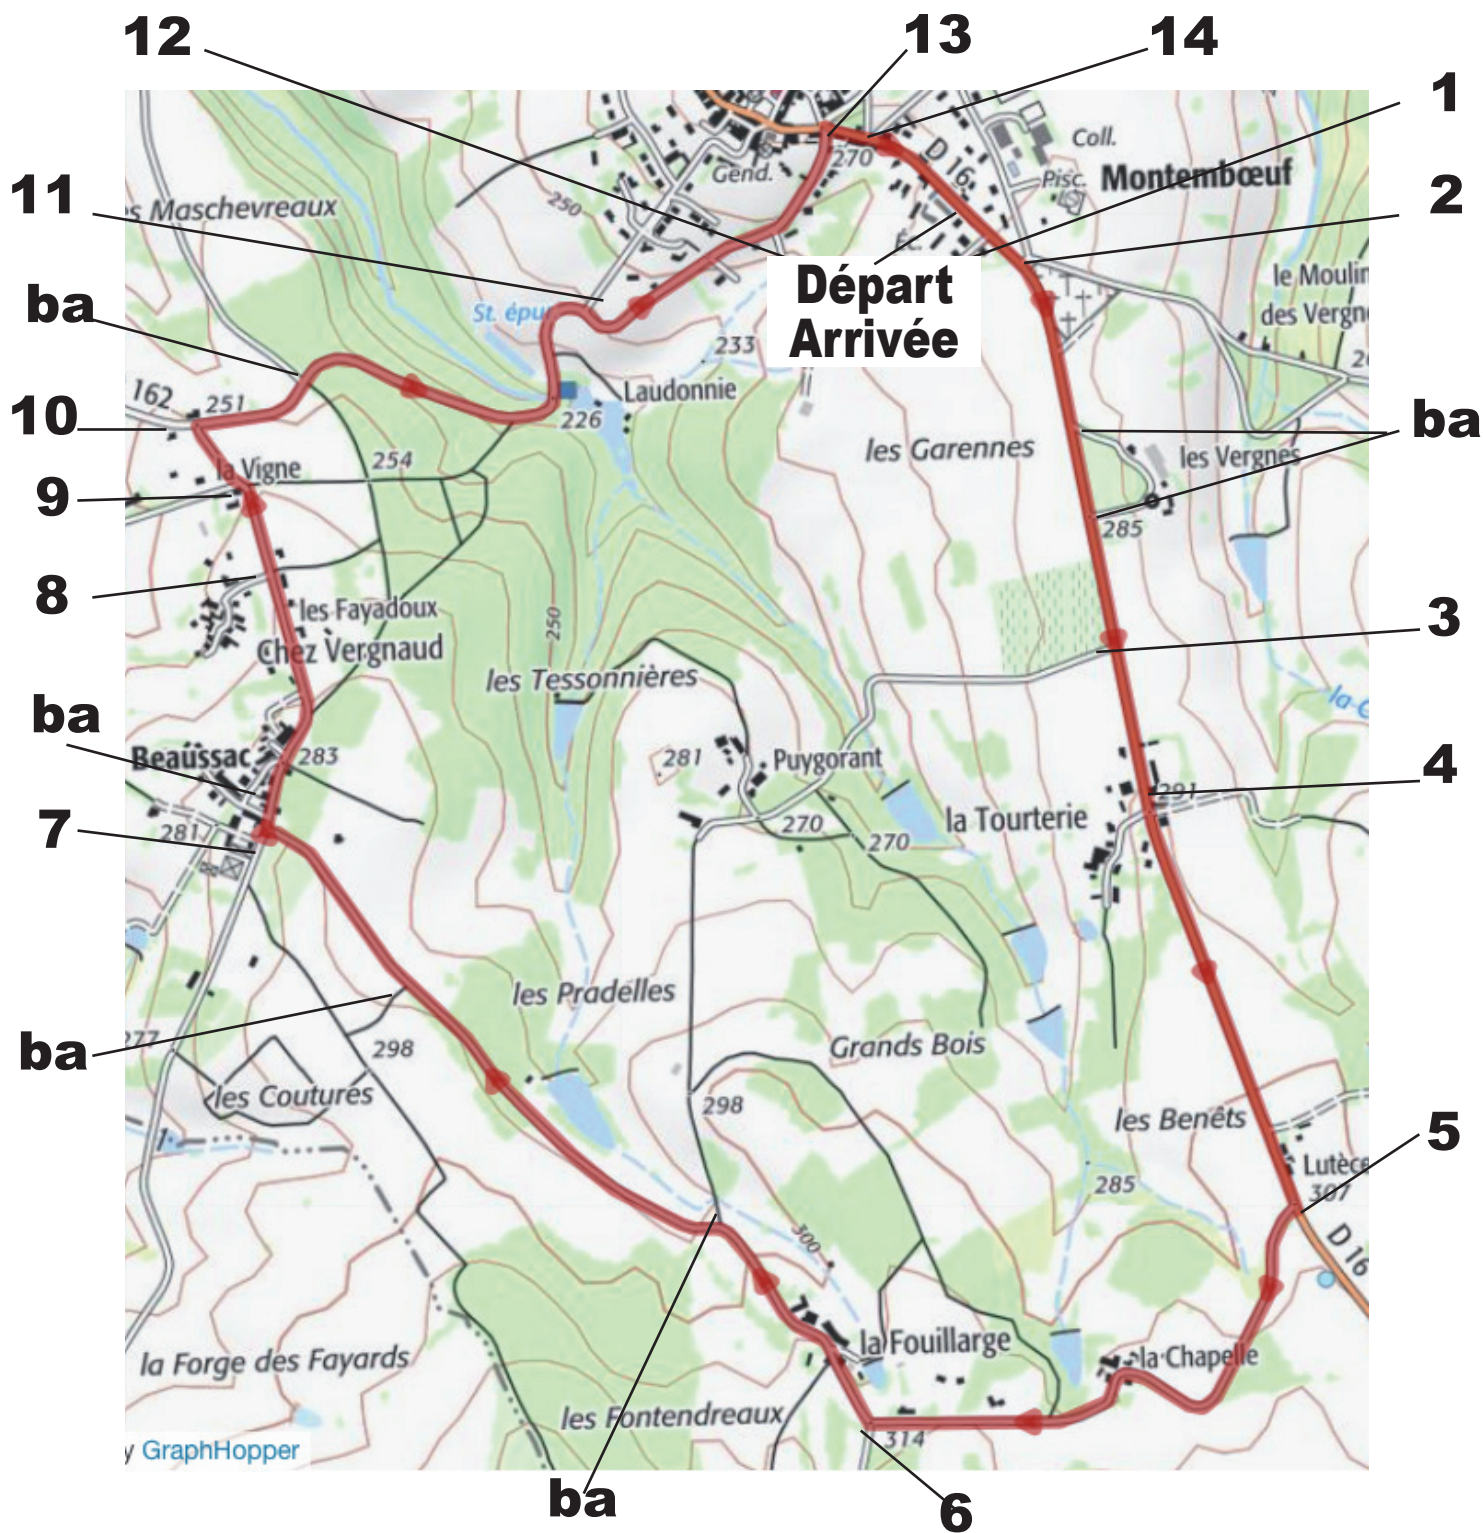 12
13
14
1
Coll.
D 16
270
Gend.
Pisc.
Montembœuf
11
s Maschevreaux
250
2
Éc.
Départ
Arrivée
le Moulin
des Vergn
ba
St. épu
233
162
251
Laudonnie
10
226
ba
les Garennes
254
les Vergnes
la Vigne
9
285
8
les Fayadoux
250
3
Chez Vergnaud
les Tessonnières
la-C
ba
Beaussac
283
281
Puygorant
4
291
7
281
270
la Tourterie
270
les Pradelles
277
ba
298
Grands Bois
les Coutures
298
les Benêts
5
285
Lutèce
307
300
D 16
la Fouillarge
la Forge des Fayards
la Chapelle
les Fontendreaux
314
y GraphHopper
ba
6